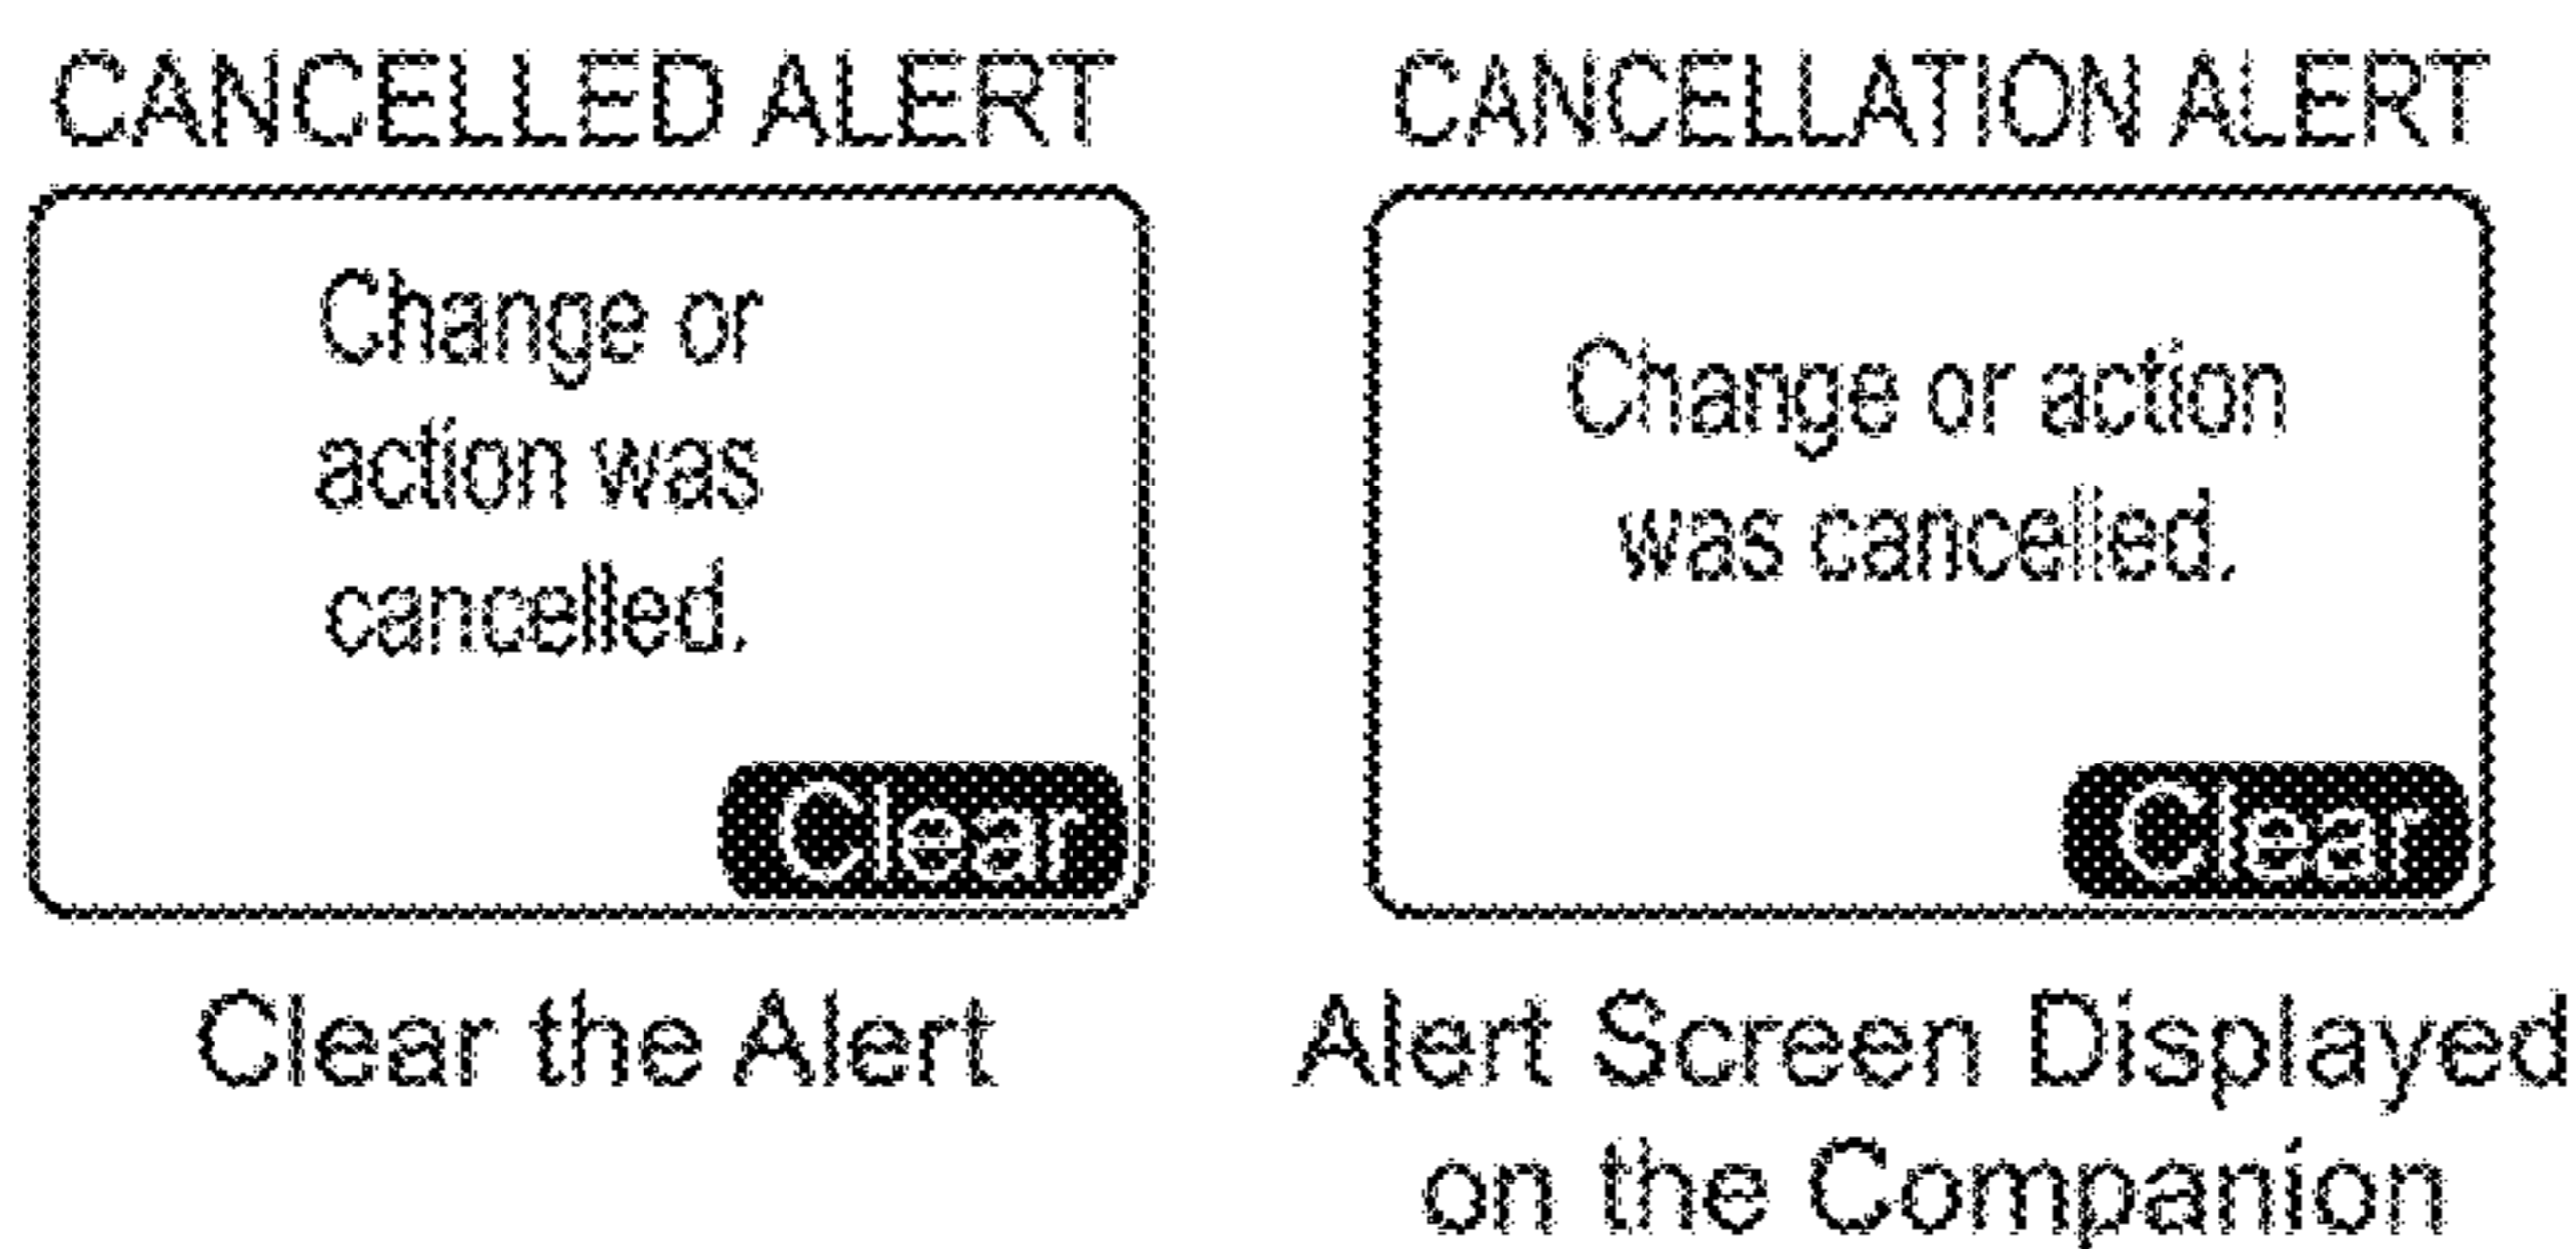 CANCELLED ALERT
Change or
action was
cancelled.
Clear
Clear the Alert
CANCELLATION ALERT
Change or action
was cancelled.
Clear
Alert Screen Displayed
on the Companion